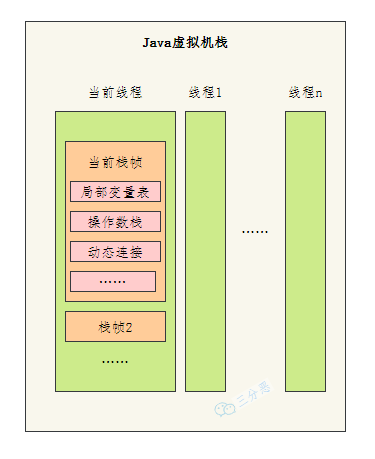 Java虚拟机栈
当前线程
线程1
线程n
当前栈帧
局部变量表
操作数栈
动态连接
……
栈帧2
……
……
三分恶